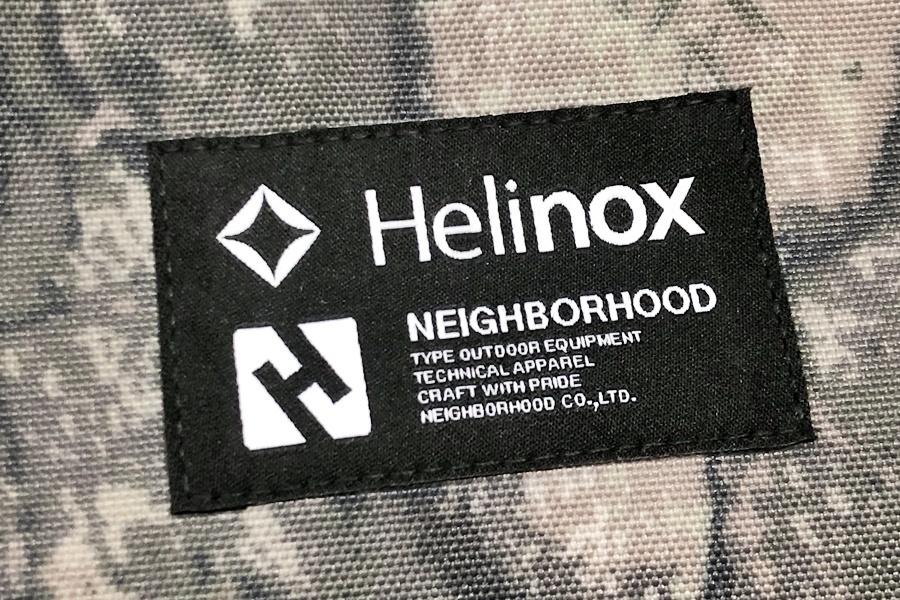 Helinox
NEIGHBORHOOD
TYPE OUTDOOR EQUIPMENT
TECHNICAL APPAREL
CRAFT WITH PRIDE
NEIGHBORHOOD CO.,LTD.